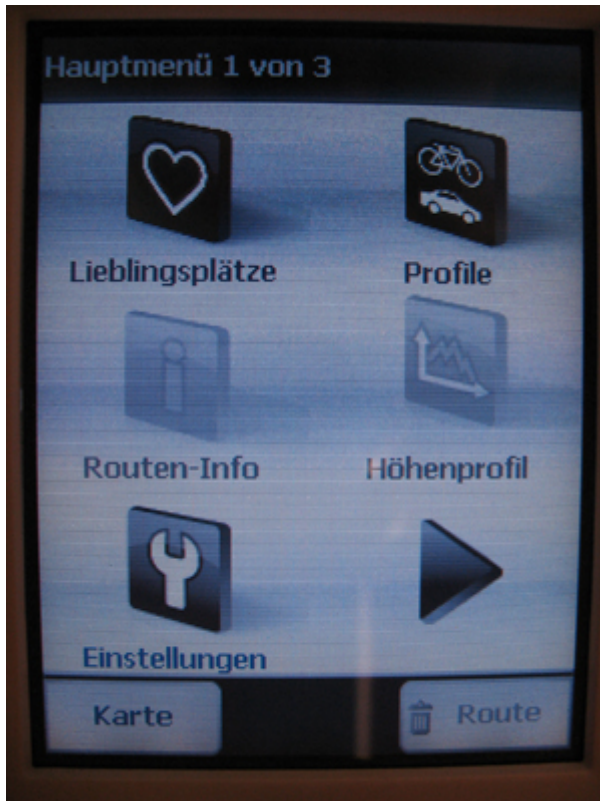 Hauptmenü 1 von 3
Lieblingsplätze
Profile
Routen-Info
Höhenprofil
Einstellungen
Karte
Route